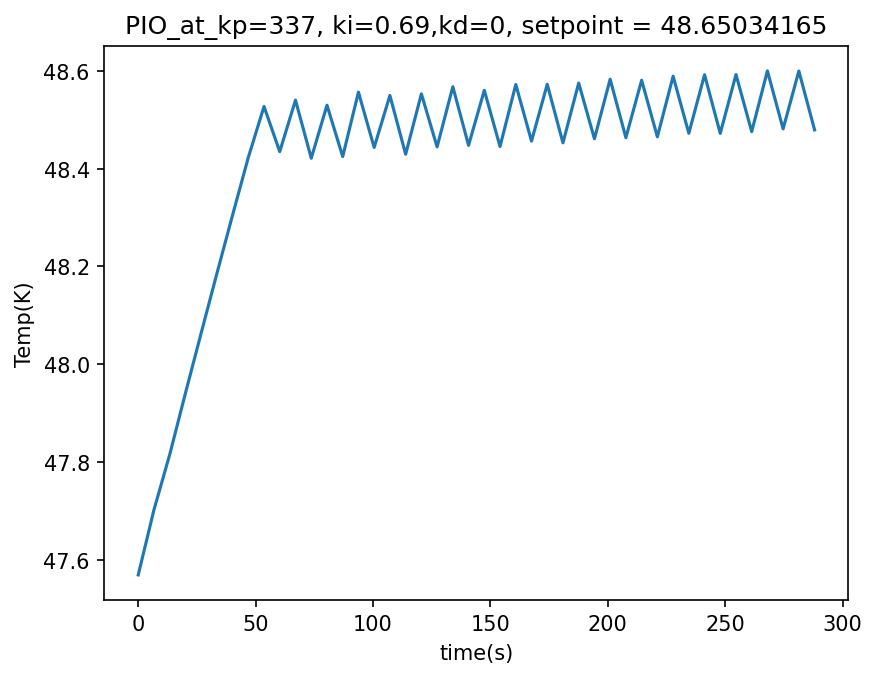 PIO_at_kp=337, ki=0.69,kd=0, setpoint = 48.65034165
48.6
48.4
48.2
48.0
47.8
47.6
Temp(K)
0 50 100 150 200 250 300
time(s)